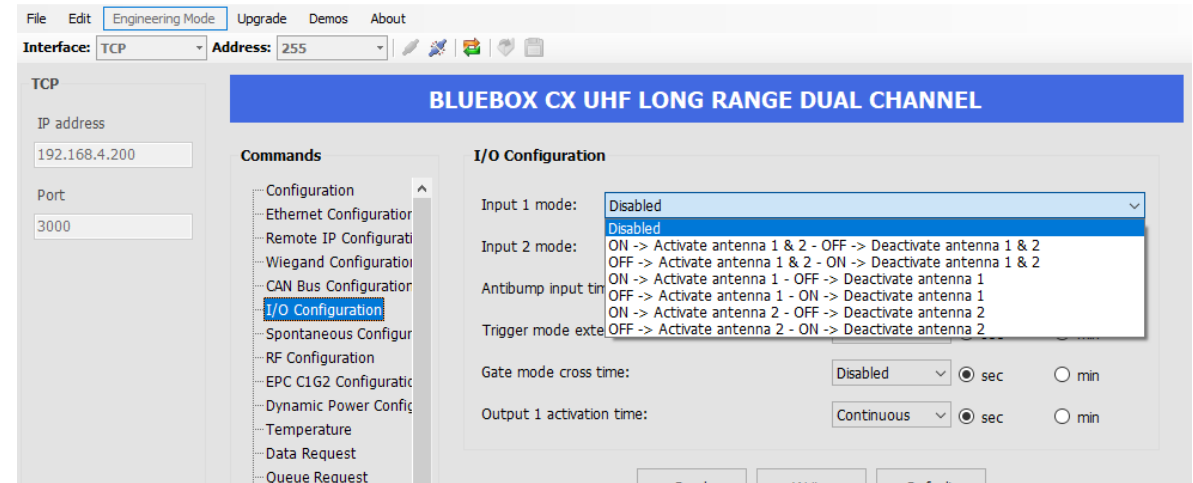 File Edit Engineering Mode Upgrade Demos About
Interface: TCP Address: 255
TCP
IP address
192.168.4.200
Port
3000
BLUEBOX CX UHF LONG RANGE DUAL CHANNEL
Commands
Configuration
Ethernet Configuration
Remote IP Configurati
Wiegand Configuration
CAN Bus Configuration
I/O Configuration
Spontaneous Configur
RF Configuration
EPC C1G2 Configuratic
Dynamic Power Config
Temperature
Data Request
Queue Request
I/O Configuration
Input 1 mode: Disabled
Disabled
ON -> Activate antenna 1 & 2 - OFF -> Deactivate antenna 1 & 2
OFF -> Activate antenna 1 & 2 - ON -> Deactivate antenna 1 & 2
ON -> Activate antenna 1 - OFF -> Deactivate antenna 1
OFF -> Activate antenna 1 - ON -> Deactivate antenna 1
ON -> Activate antenna 2 - OFF -> Deactivate antenna 2
OFF -> Activate antenna 2 - ON -> Deactivate antenna 2
Input 2 mode:
Antibump input tim
Trigger mode exte
Gate mode cross time: Disabled sec min
Output 1 activation time: Continuous sec min